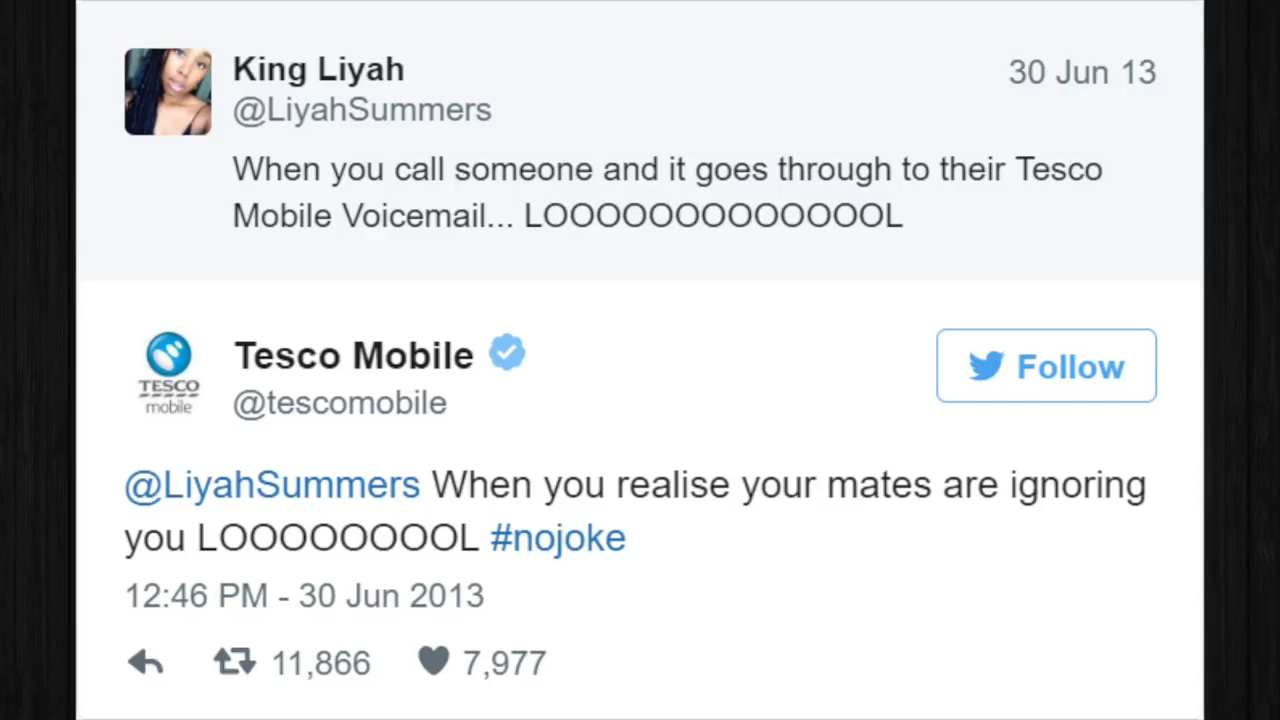 King Liyah
30 Jun 13
@LiyahSummers
When you call someone and it goes through to their Tesco
Mobile Voicemail... LOOOOOOOOOOOOOL
TESCO
mobile
Tesco Mobile
@tescomobile
Follow
@LiyahSummers When you realise your mates are ignoring
you LOOOOOOOOL #nojoke
12:46 PM - 30 Jun 2013
11,866
7,977